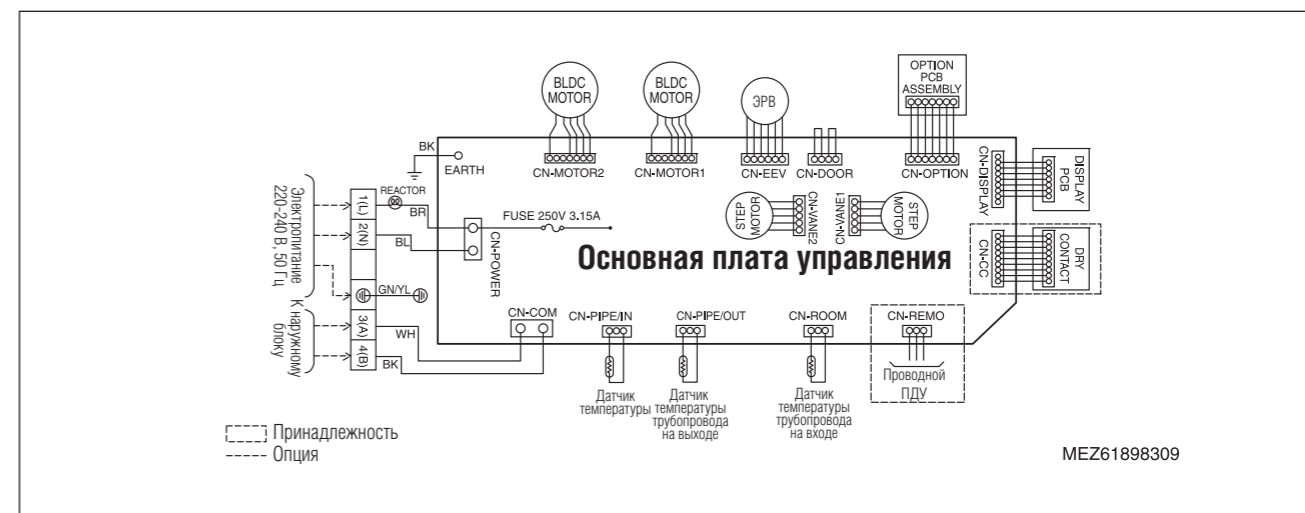 BLDC
MOTOR
BLDC
MOTOR
ЭРВ
OPTION
PCB
ASSEMBLY
BK
EARTH
CN-MOTOR2
CN-MOTOR1
CN-EEV
CN-DOOR
CN-OPTION
CN-DISPLAY
DISPLAY
PCB
Электропитание
220-240 В, 50 Гц
1(L)
REACTOR
BR
2(N)
BL
FUSE 250V 3.15A
CN-POWER
STEP
MOTOR
CN-VANE2
CN-VANE1
STEP
MOTOR
Основная плата управления
CN-CC
DRY
CONTACT
GN/YL
К наружному
блоку
3(A)
WH
4(B)
BK
CN-COM
CN-PIPE/IN
CN-PIPE/OUT
CN-ROOM
CN-REMO
Датчик
температуры
Датчик
температуры
трубопровода
на выходе
Датчик
температуры
трубопровода
на входе
Проводной
ПДУ
Принадлежность
Опция
MEZ61898309